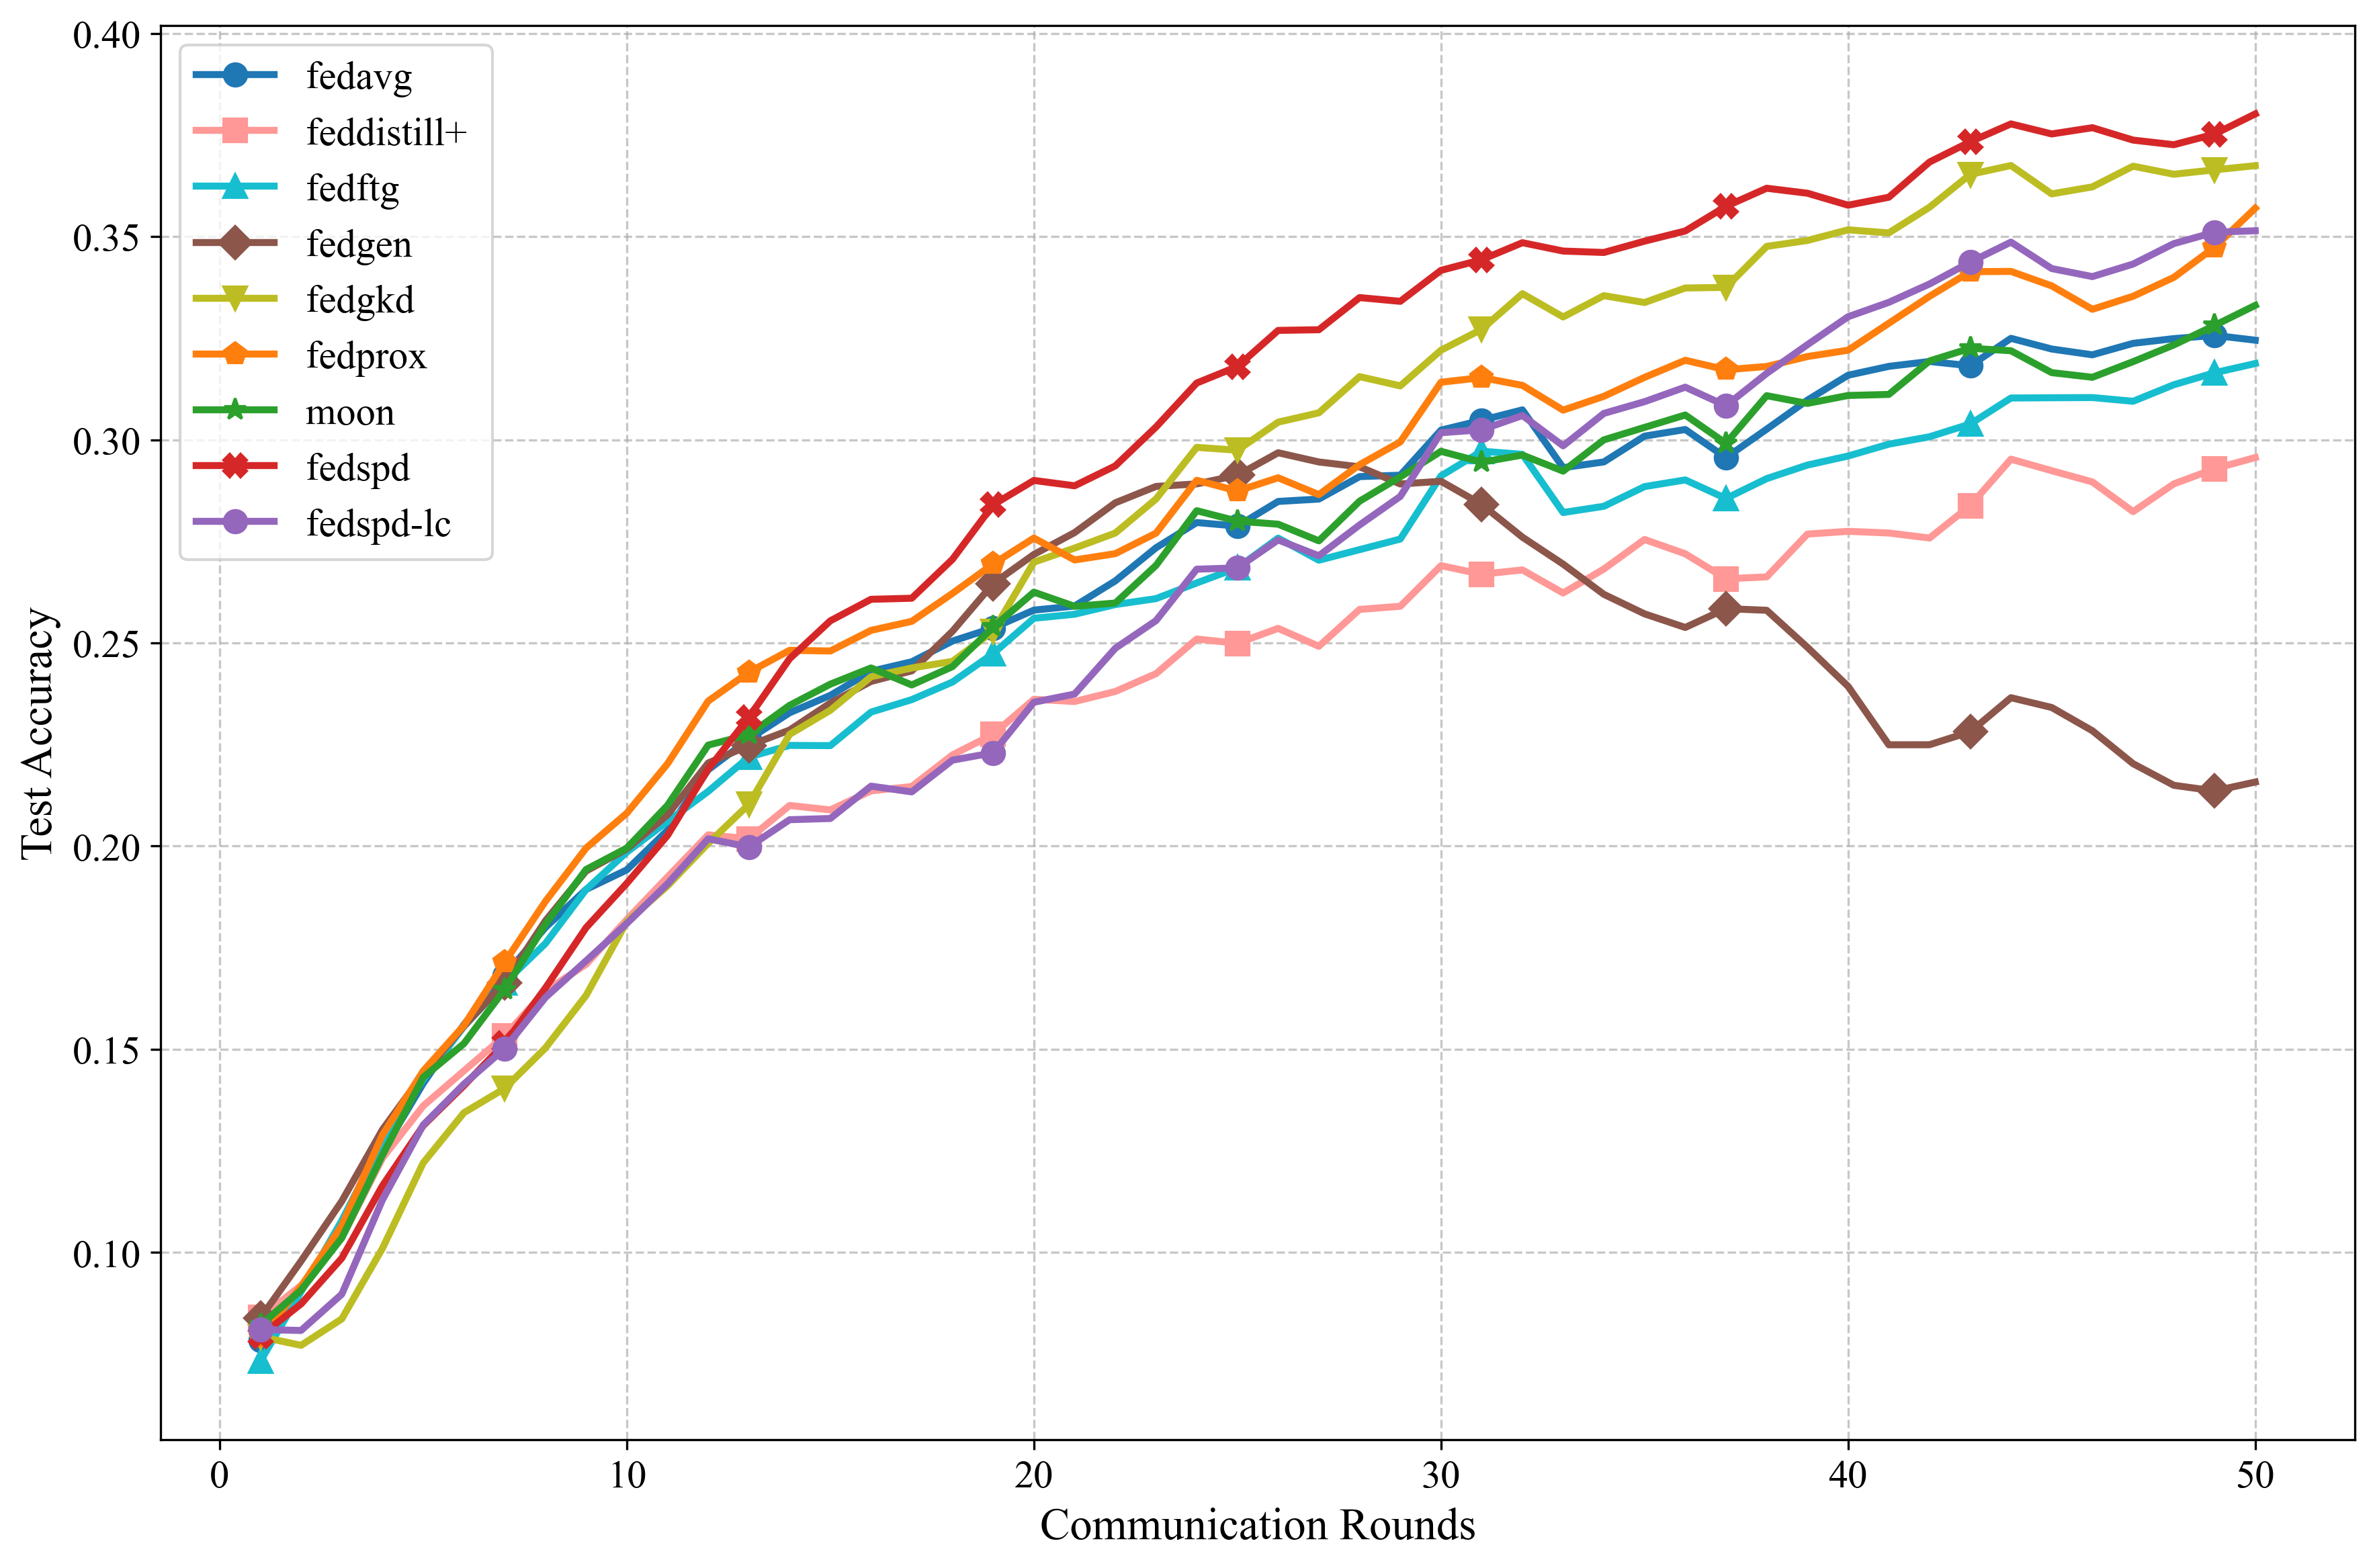 0.40
0.35
0.30
0.25
0.20
0.15
0.10
Test Accuracy
fedavg
feddistill+
fedftg
fedgen
fedgkd
fedprox
moon
fedspd
fedspd-lc
0 10 20 30 40 50
Communication Rounds